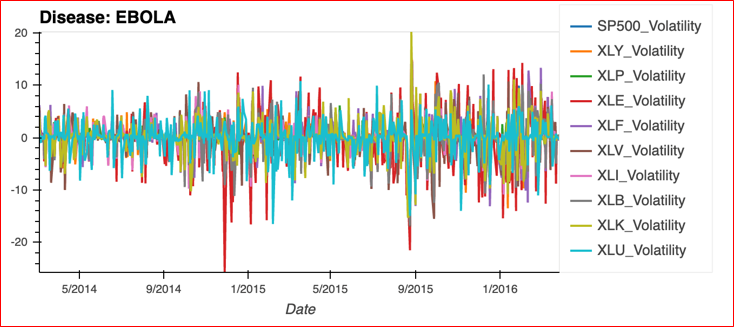 Disease: EBOLA
20
10
0
-10
-20
5/2014
9/2014
1/2015
5/2015
9/2015
1/2016
Date
SP500_Volatility
XLY_Volatility
XLP_Volatility
XLE_Volatility
XLF_Volatility
XLV_Volatility
XLI_Volatility
XLB_Volatility
XLK_Volatility
XLU_Volatility